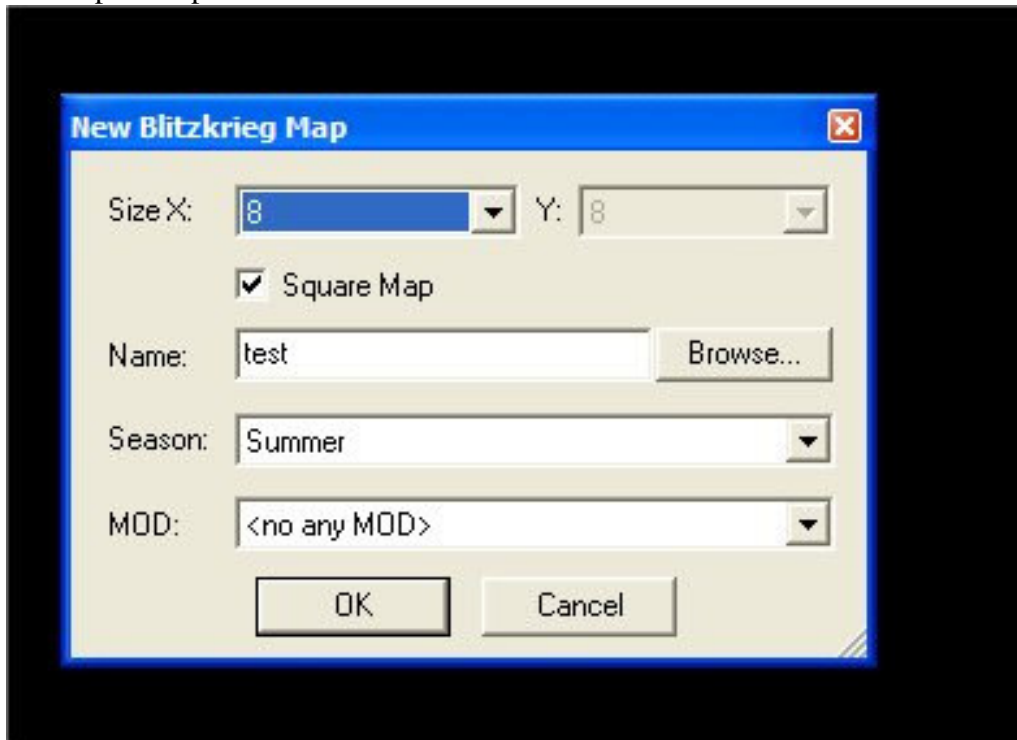 New Blitzkrieg Map
Size X: 8 Y: 8
Square Map
Name: test Browse...
Season: Summer
MOD: <no any MOD>
OK Cancel